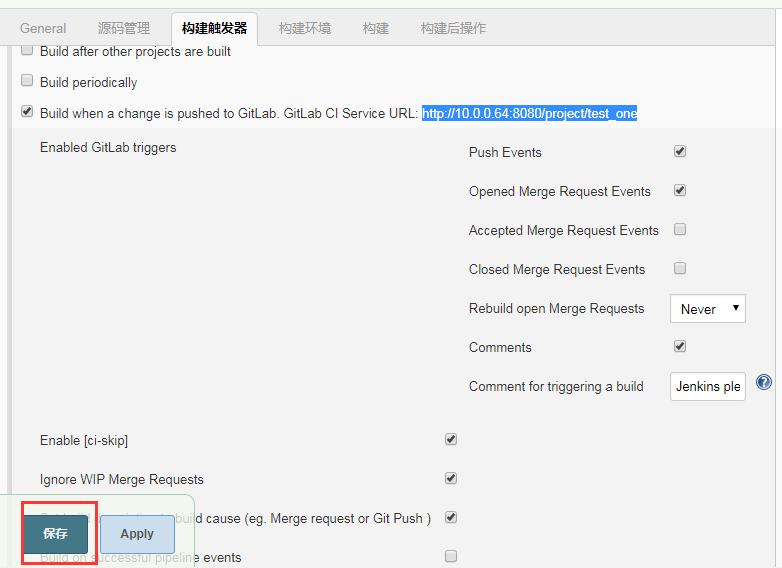 General 源码管理 构建触发器 构建环境 构建 构建后操作
Build after other projects are built
Build periodically
Build when a change is pushed to GitLab. GitLab CI Service URL: http://10.0.0.64:8080/project/test_one
Enabled GitLab triggers
Push Events
Opened Merge Request Events
Accepted Merge Request Events
Closed Merge Request Events
Rebuild open Merge Requests Never
Comments
Comment for triggering a build Jenkins ple
Enable [ci-skip]
Ignore WIP Merge Requests
build cause (eg. Merge request or Git Push )
保存 Apply
Build on successful pipeline events